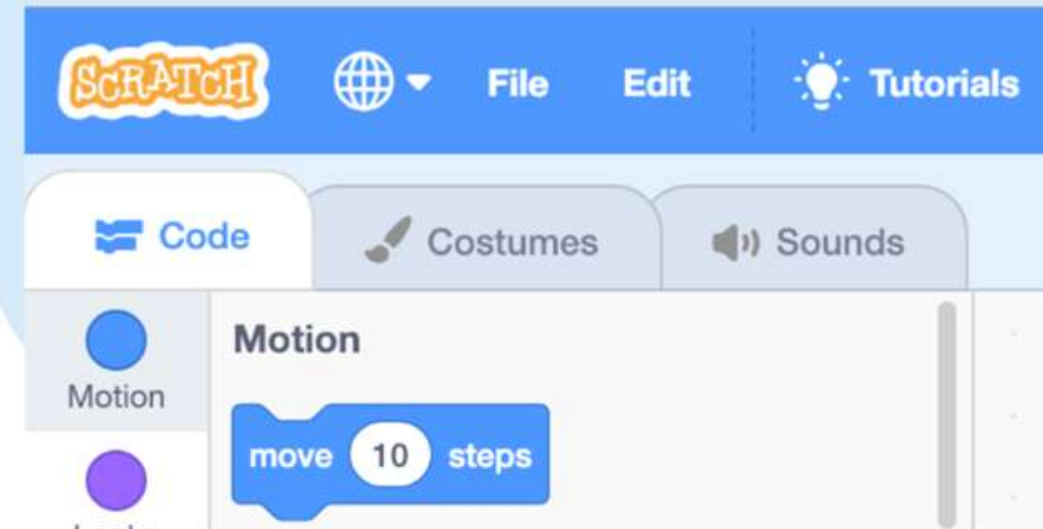 SCRATCH File Edit Tutorials
Code Costumes Sounds
Motion
Motion
move 10 steps